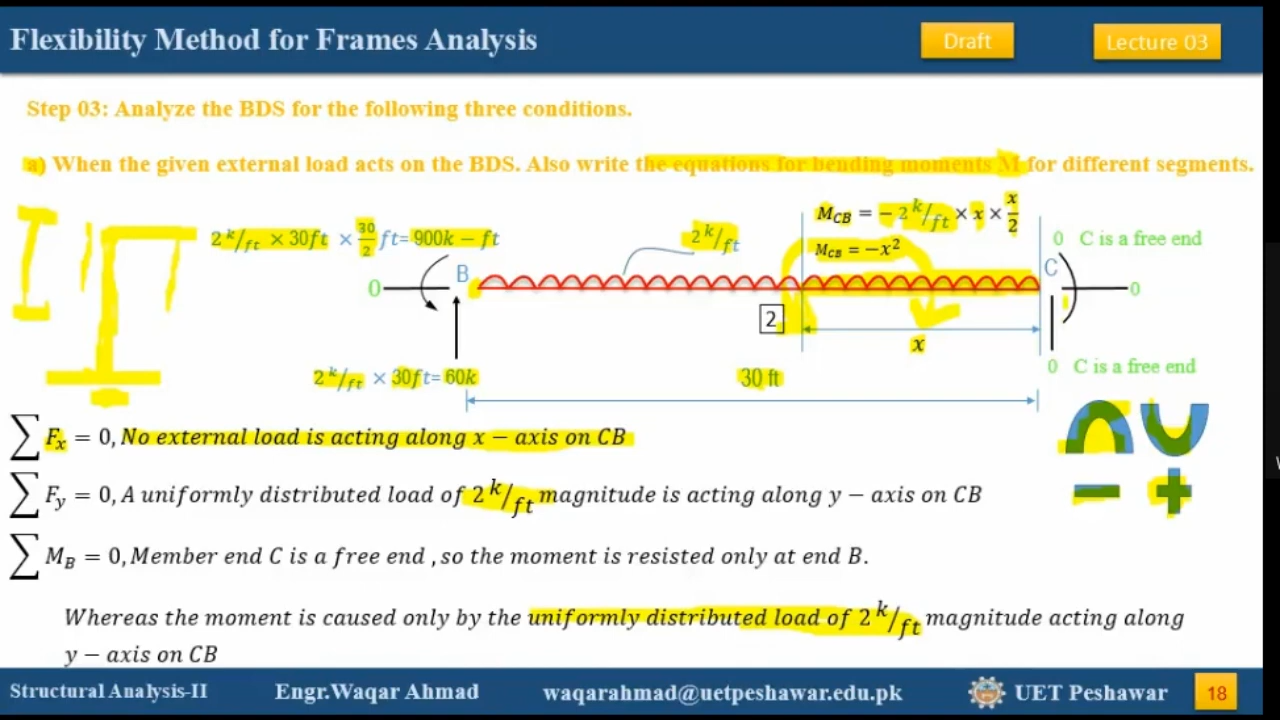 Flexibility Method for Frames Analysis
Draft
Lecture 03
Step 03: Analyze the BDS for the following three conditions.
a) When the given external load acts on the BDS. Also write the equations for bending moments M for different segments.
M_CB = − 2 k/ft × x × x/2
2 k/ft × 30ft × 30/2 ft= 900k − ft
2 k/ft
M_CB = −x²
0 C is a free end
B
C
0
0
2
x
2 k/ft × 30ft= 60k
30 ft
0 C is a free end
∑ F_x = 0, No external load is acting along x − axis on CB
∑ F_y = 0, A uniformly distributed load of 2 k/ft magnitude is acting along y − axis on CB
− +
∑ M_B = 0, Member end C is a free end , so the moment is resisted only at end B.
Whereas the moment is caused only by the uniformly distributed load of 2 k/ft magnitude acting along
y − axis on CB
Structural Analysis-II
Engr.Waqar Ahmad
waqarahmad@uetpeshawar.edu.pk
UET Peshawar
18